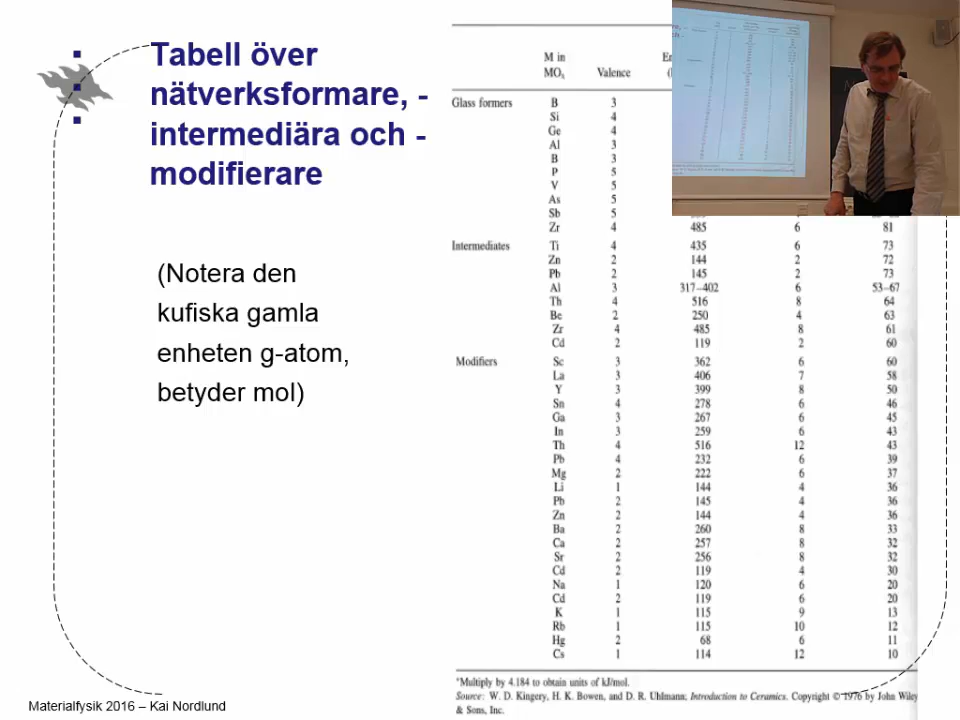 Tabell över
nätverksformare, -
intermediära och -
modifierare
(Notera den
kufiska gamla
enheten g-atom,
betyder mol)
M in
MOₓ Valence
Glass formers B 3
Si 4
Ge 4
Al 3
B 3
P 5
V 5
As 5
Sb 5
Zr 4 485 6 81
Intermediates Ti 4 435 6 73
Zn 2 144 2 72
Pb 2 145 2 73
Al 3 317–402 6 53–67
Th 4 516 8 64
Be 2 250 4 63
Zr 4 485 8 61
Cd 2 119 2 60
Modifiers Sc 3 362 6 60
La 3 406 7 58
Y 3 399 8 50
Sn 4 278 6 46
Ga 3 267 6 45
In 3 259 6 43
Th 4 516 12 43
Pb 4 232 6 39
Mg 2 222 6 37
Li 1 144 4 36
Pb 2 145 4 36
Zn 2 144 4 36
Ba 2 260 8 33
Ca 2 257 8 32
Sr 2 256 8 32
Cd 2 119 4 30
Na 1 120 6 20
Cd 2 119 6 20
K 1 115 9 13
Rb 1 115 10 12
Hg 2 68 6 11
Cs 1 114 12 10
*Multiply by 4.184 to obtain units of kJ/mol.
Source: W. D. Kingery, H. K. Bowen, and D. R. Uhlmann; Introduction to Ceramics. Copyright © 1976 by John Wiley
& Sons, Inc.
Materialfysik 2016 – Kai Nordlund